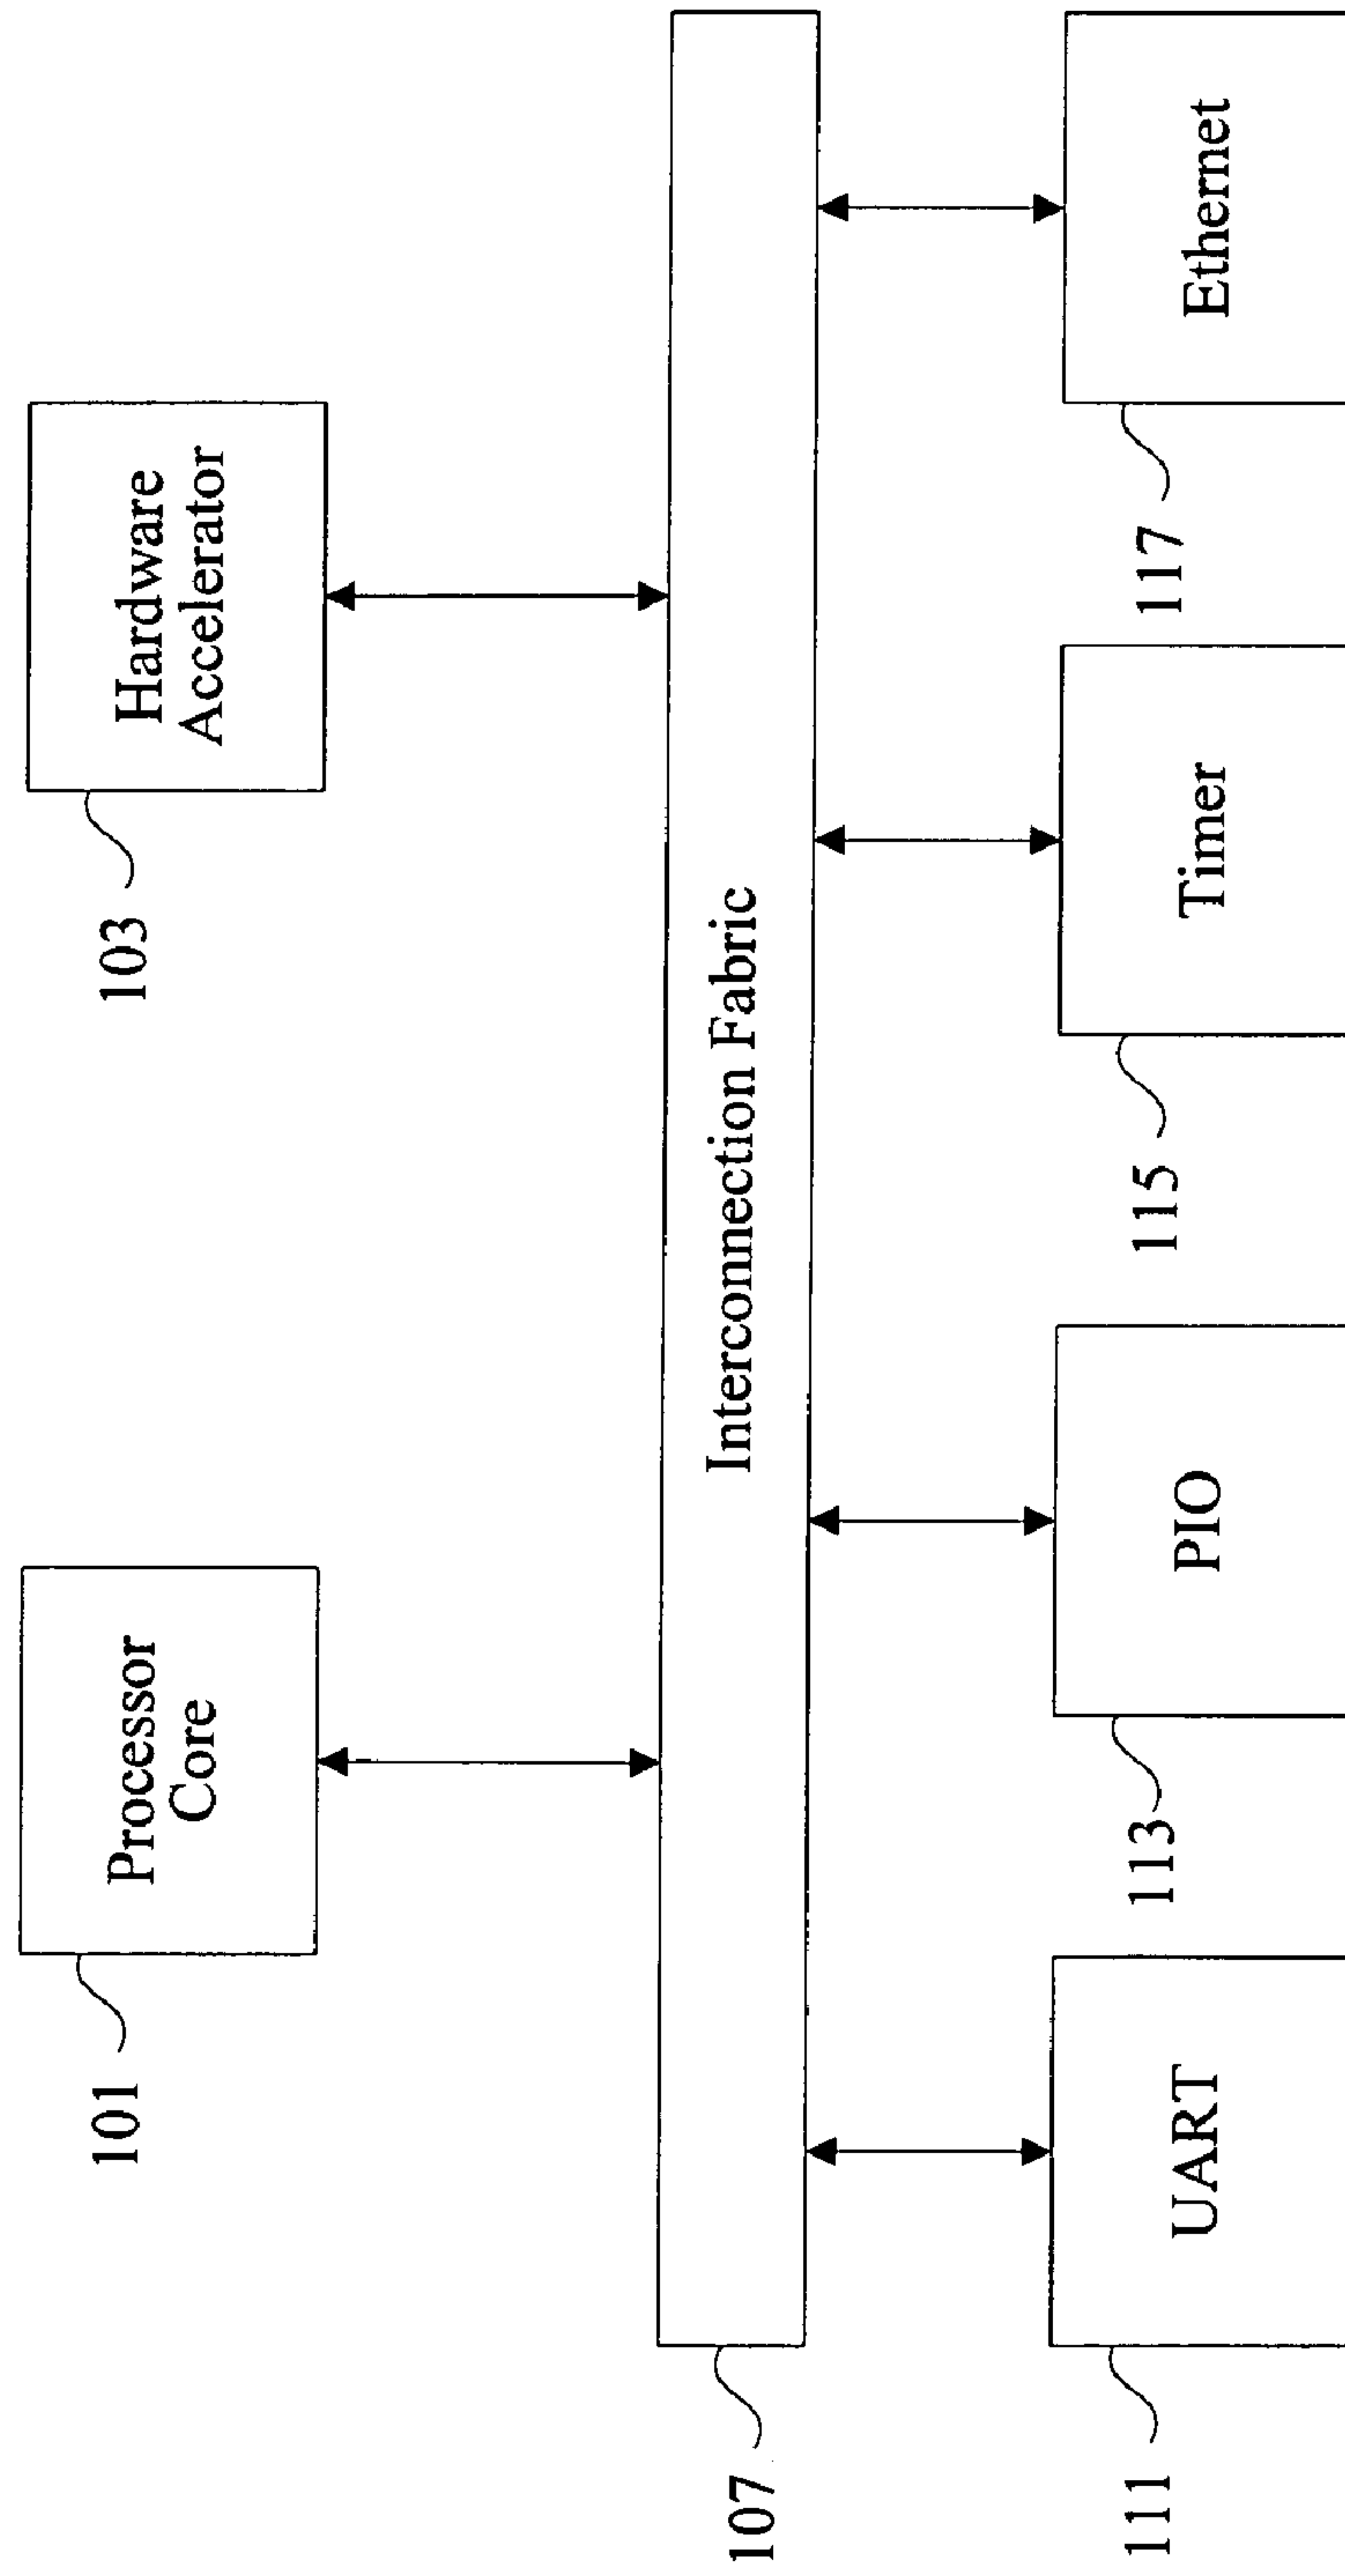 Processor
Core
101
Hardware
Accelerator
103
Interconnection Fabric
107
UART
111
PIO
113
Timer
115
Ethernet
117